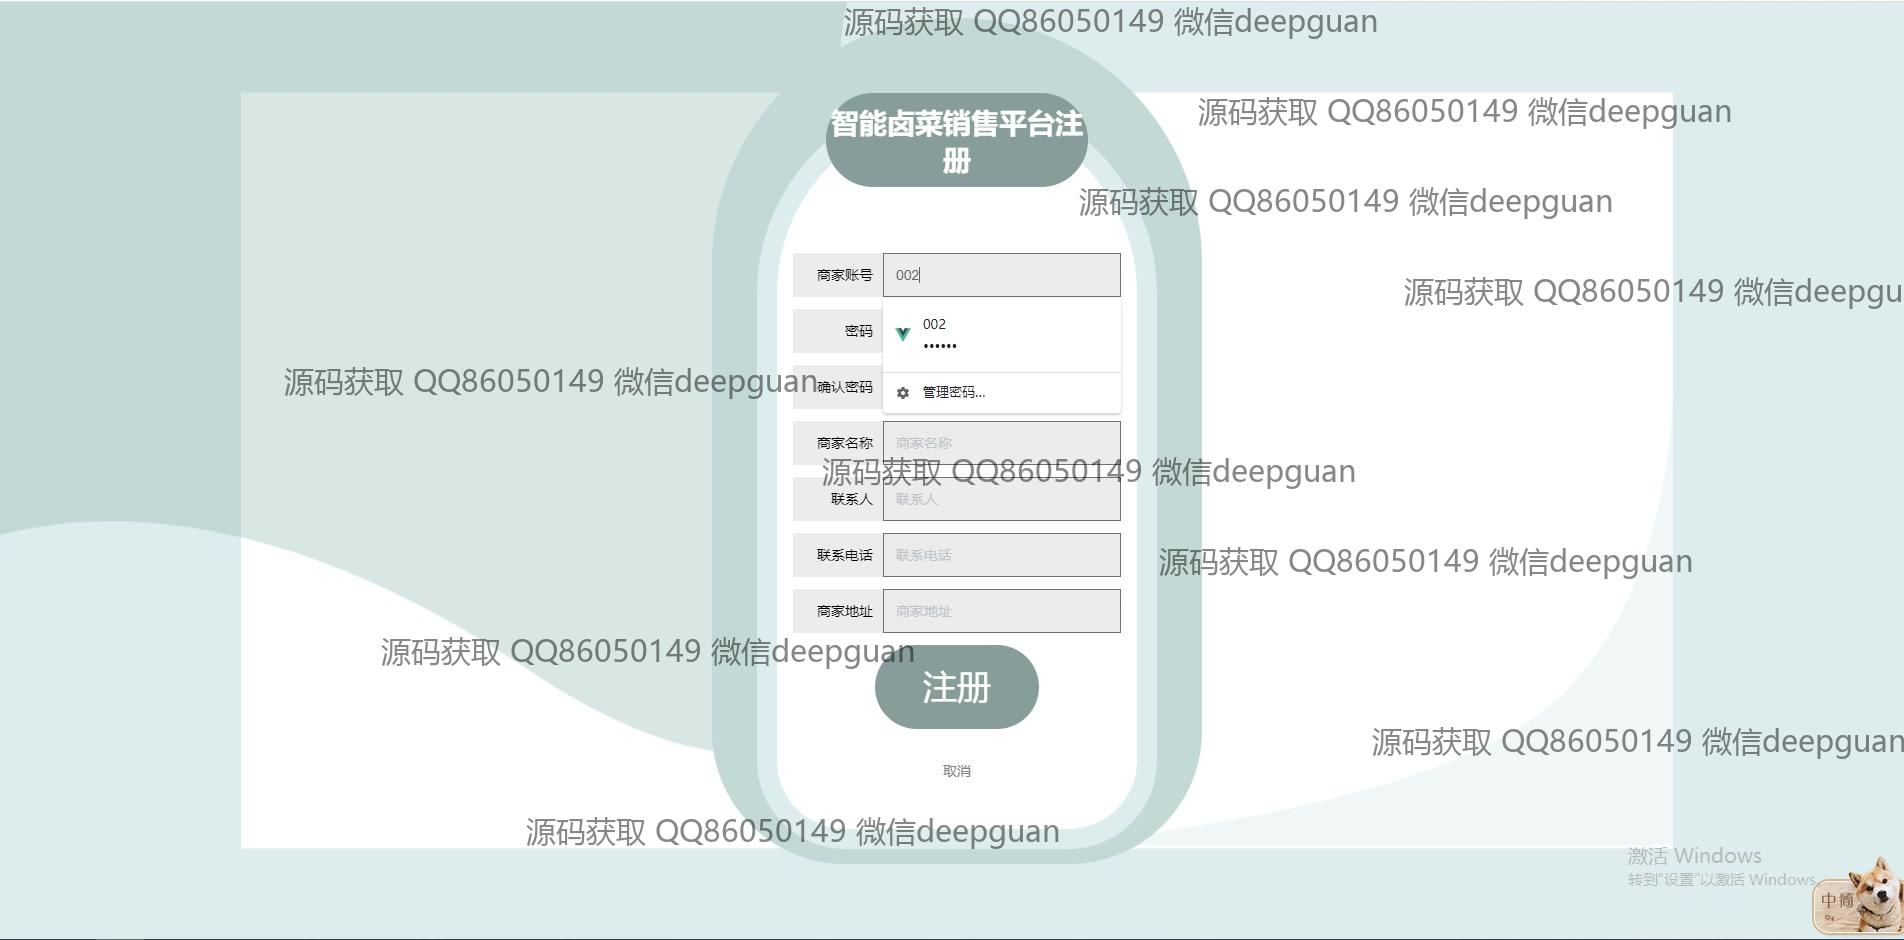 源码获取 QQ86050149 微信deepguan
源码获取 QQ86050149 微信deepguan
智能卤菜销售平台注
册
源码获取 QQ86050149 微信deepguan
商家账号 002
源码获取 QQ86050149 微信deepgu
密码
002
••••••
源码获取 QQ86050149 微信deepguan
确认密码
管理密码...
商家名称 商家名称
源码获取 QQ86050149 微信deepguan
联系人 联系人
联系电话 联系电话
源码获取 QQ86050149 微信deepguan
商家地址 商家地址
源码获取 QQ86050149 微信deepguan
注册
源码获取 QQ86050149 微信deepguan
取消
源码获取 QQ86050149 微信deepguan
激活 Windows
转到"设置"以激活 Windows。
中简